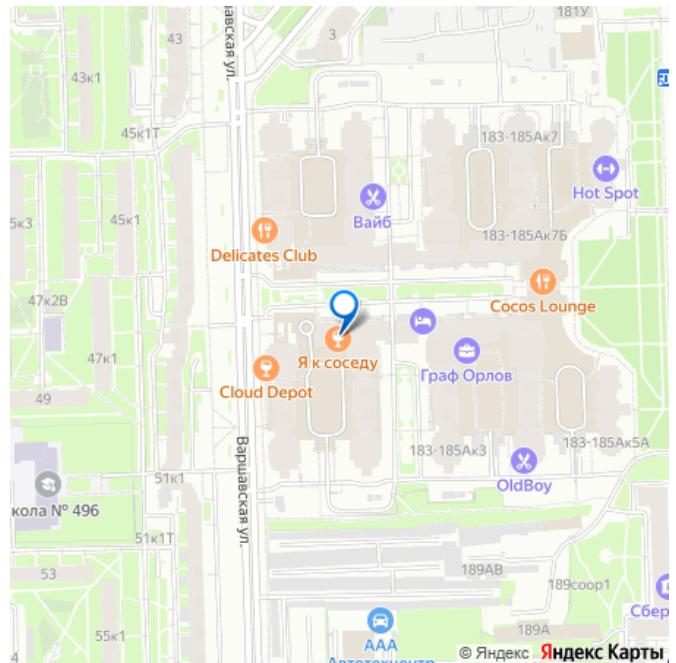 181У
43
3
Варшавская ул.
43к1
45к1Т
183-185Ак7
Hot Spot
Вайб
5к3
45к1
183-185Ак7Б
Delicates Club
47к2В
Cocos Lounge
47к1
Я к соседу
Граф Орлов
Cloud Depot
49
183-185Ак3
183-185Ак5А
Варшавская ул.
51к1
OldBoy
кола № 496
51к1Т
53
189АВ
189соор1
Сбер
55к1
189А
ААА
Автотехцентр
© Яндекс Яндекс Карты